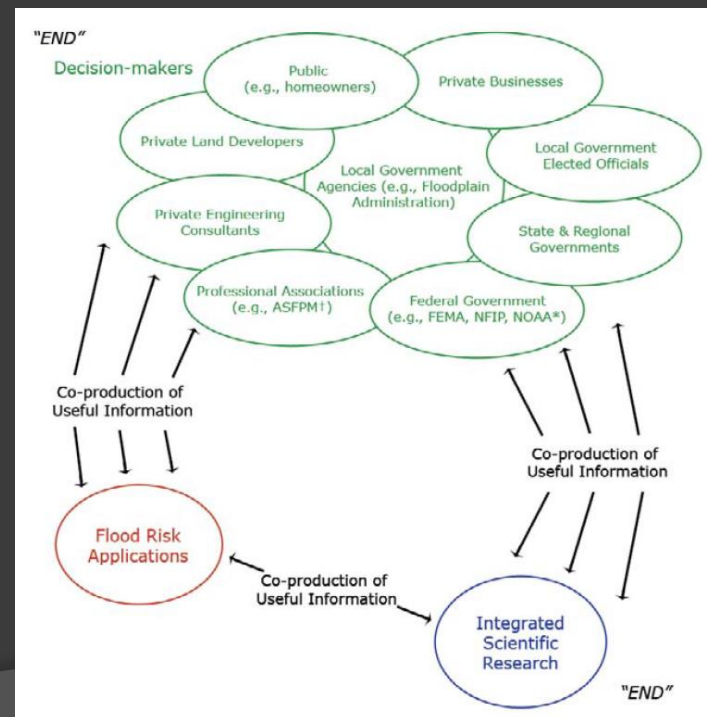 "END"
Decision-makers
Public
(e.g., homeowners)
Private Businesses
Private Land Developers
Local Government
Elected Officials
Local Government
Agencies (e.g., Floodplain
Administration)
Private Engineering
Consultants
State & Regional
Governments
Professional Associations
(e.g., ASFPM†)
Federal Government
(e.g., FEMA, NFIP, NOAA*)
Co-production of
Useful Information
Co-production of
Useful Information
Flood Risk
Applications
Co-production of
Useful Information
Integrated
Scientific
Research
"END"